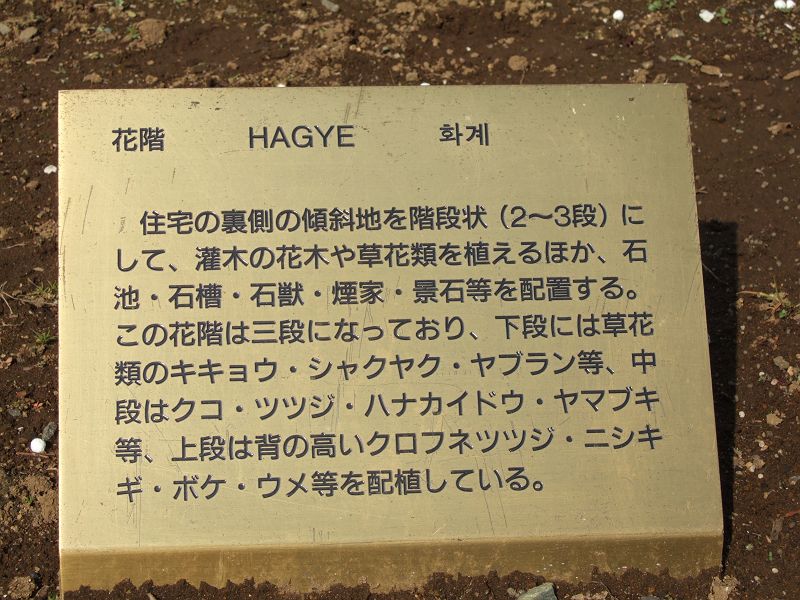 花階 HAGYE 화계
住宅の裏側の傾斜地を階段状（2～3段）に
して、灌木の花木や草花類を植えるほか、石
池・石槽・石獣・煙家・景石等を配置する。
この花階は三段になっており、下段には草花
類のキキョウ・シャクヤク・ヤブラン等、中
段はクコ・ツツジ・ハナカイドウ・ヤマブキ
等、上段は背の高いクロフネツツジ・ニシキ
ギ・ボケ・ウメ等を配植している。